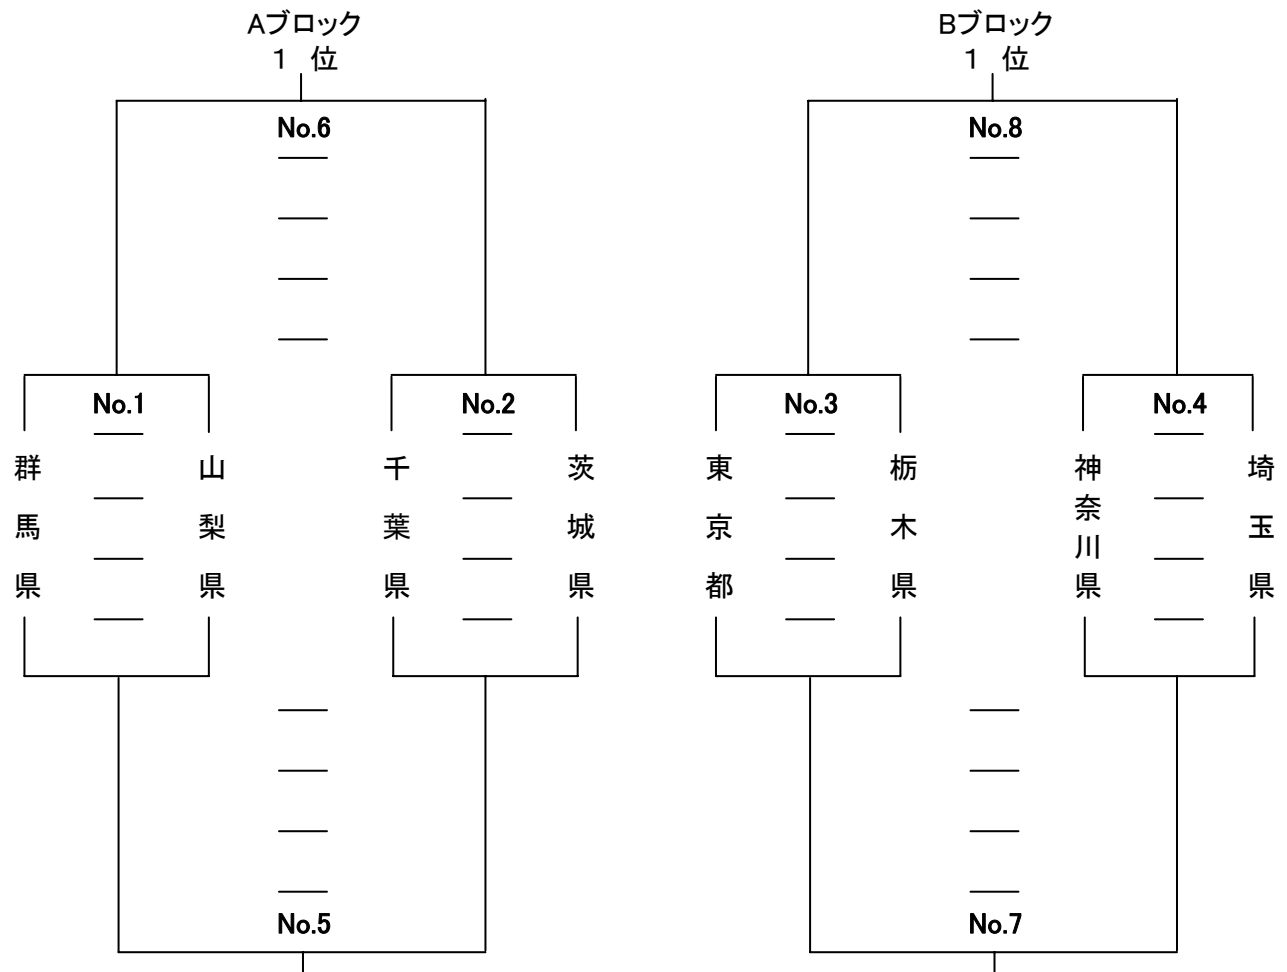 Aブロック
1 位
Bブロック
1 位
No.6
No.8
No.1
No.2
No.3
No.4
群馬県
山梨県
千葉県
茨城県
東京都
栃木県
神奈川県
埼玉県
No.5
No.7